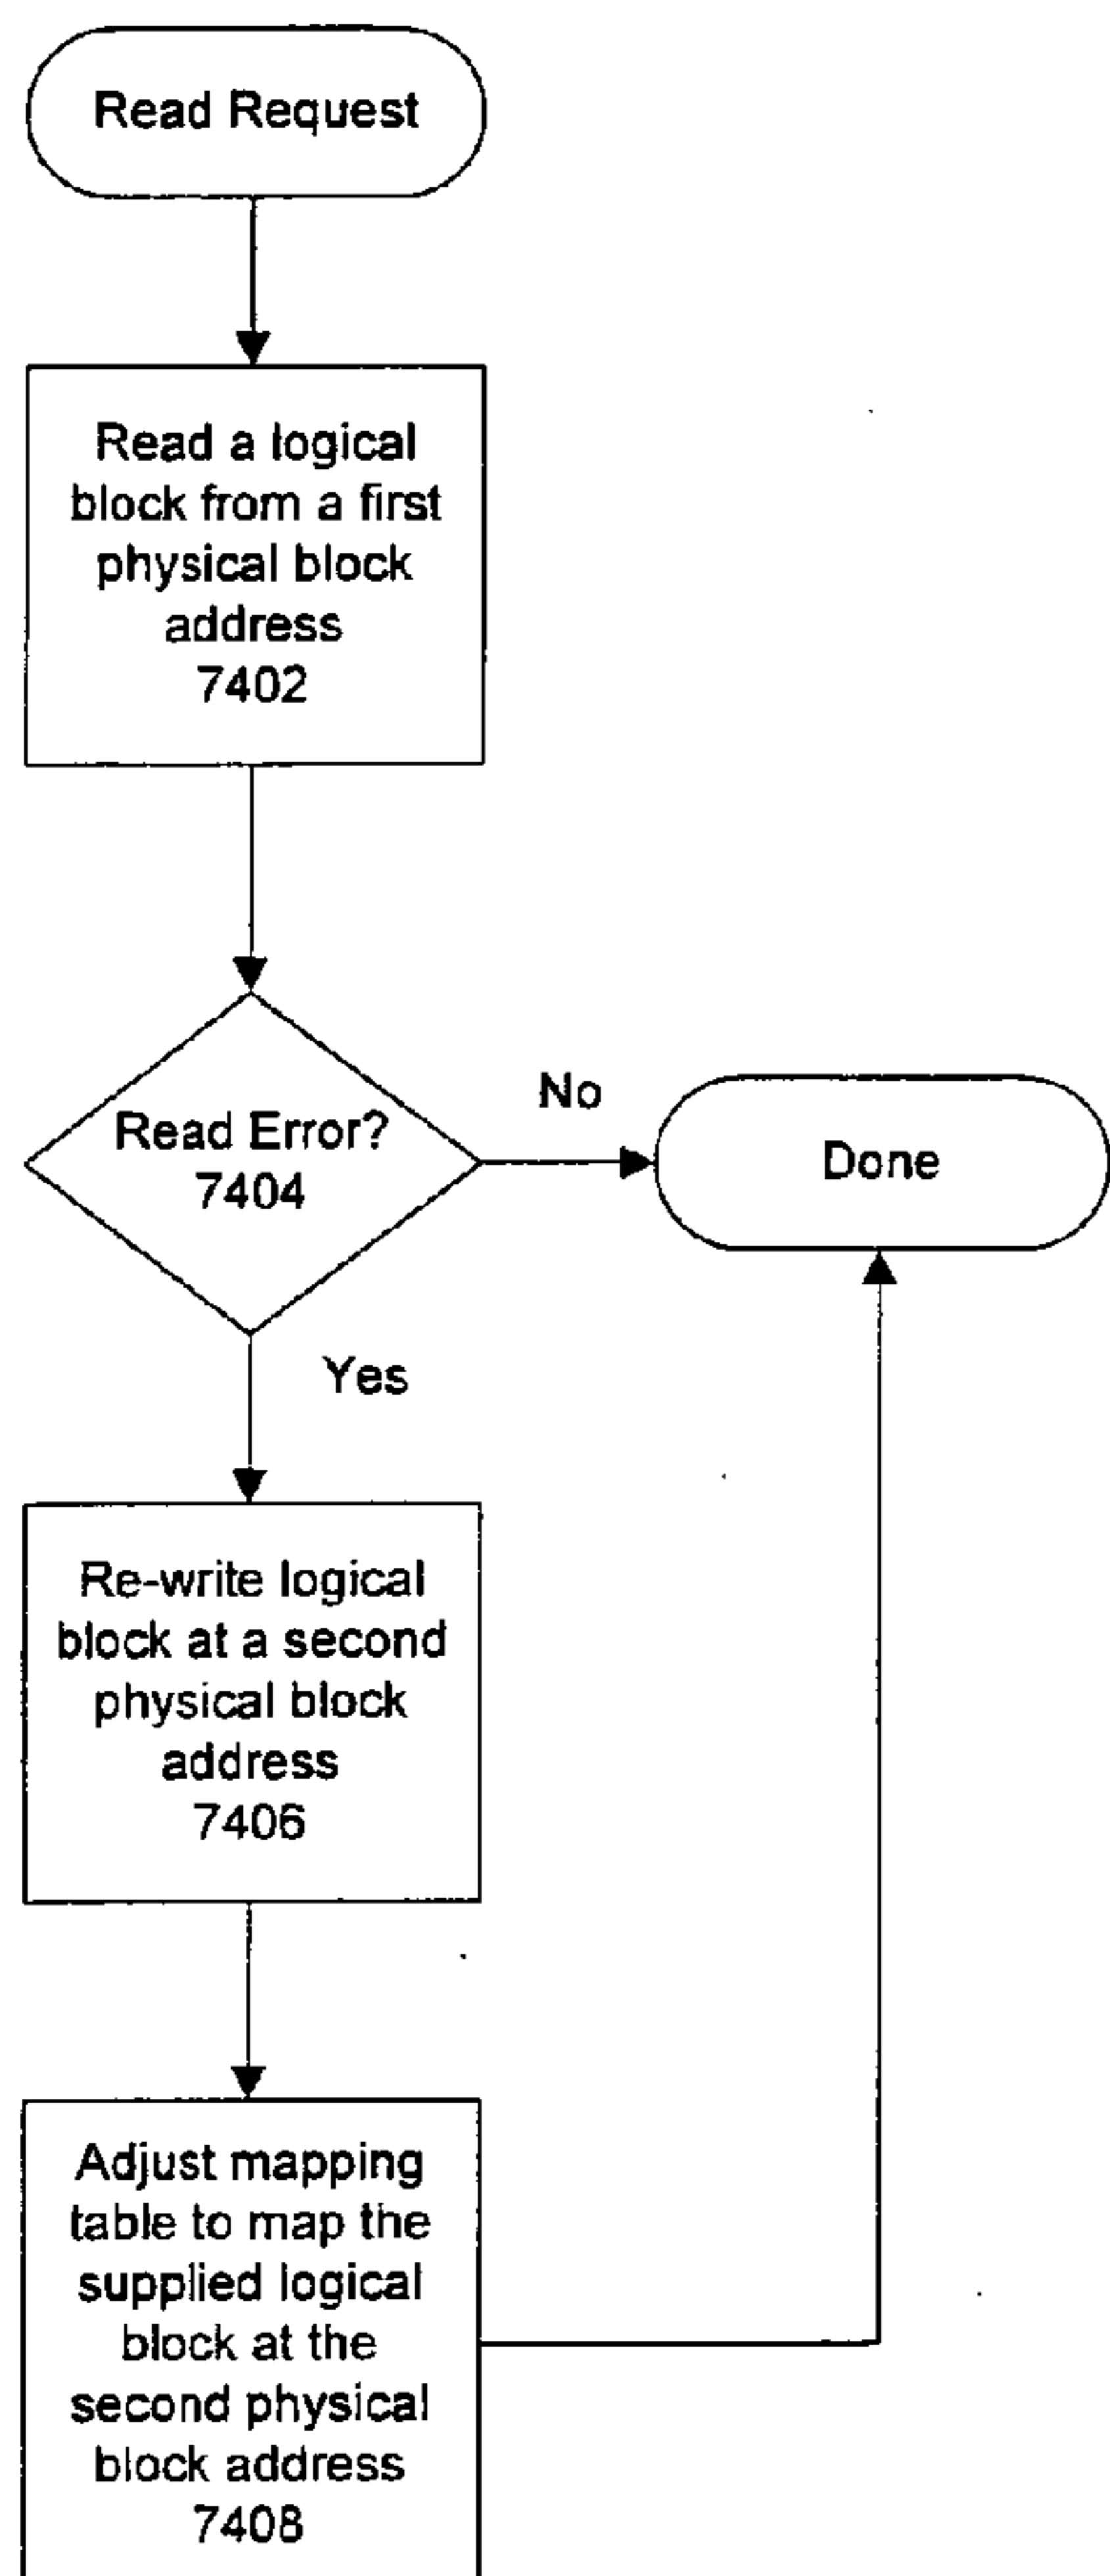 Read Request
Read a logical
block from a first
physical block
address
7402
Read Error?
7404
No
Done
Yes
Re-write logical
block at a second
physical block
address
7406
Adjust mapping
table to map the
supplied logical
block at the
second physical
block address
7408